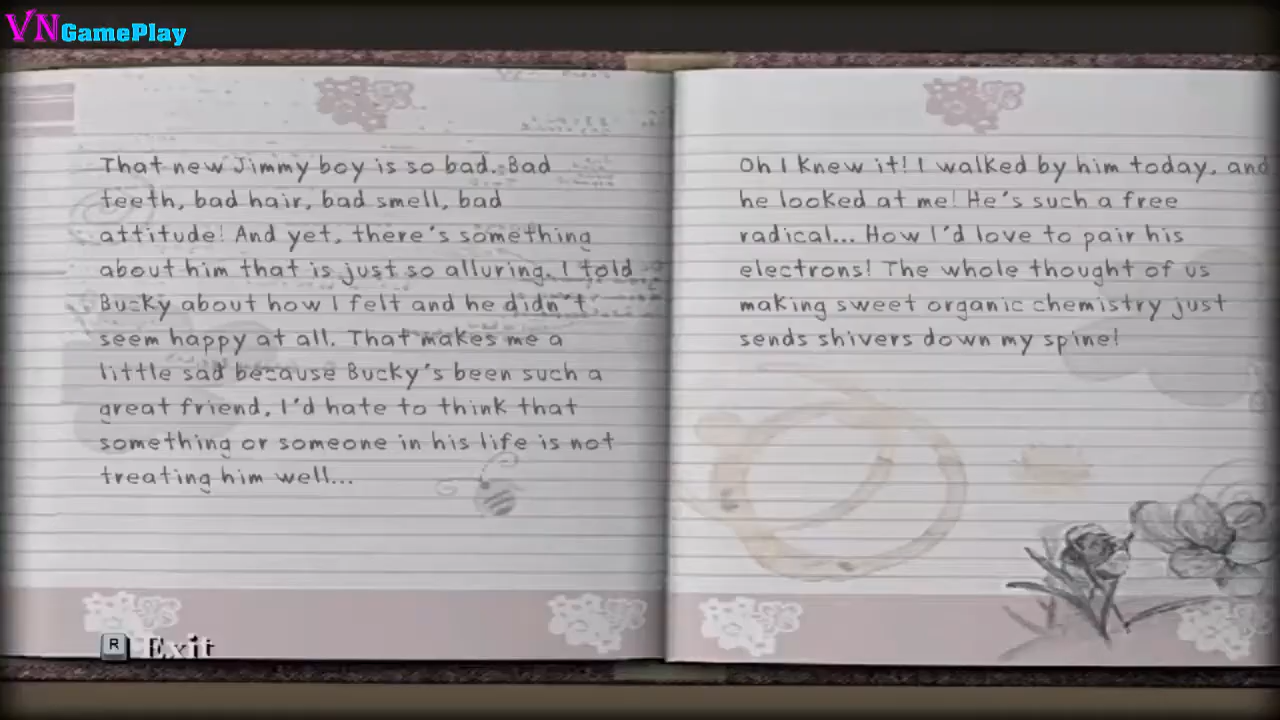 VNGamePlay
That new Jimmy boy is so bad. Bad
teeth, bad hair, bad smell, bad
attitude! And yet, there's something
about him that is just so alluring. I told
Bucky about how I felt and he didn't
seem happy at all. That makes me a
little sad because Bucky's been such a
great friend, I'd hate to think that
something or someone in his life is not
treating him well...
Oh I knew it! I walked by him today, and
he looked at me! He's such a free
radical... How I'd love to pair his
electrons! The whole thought of us
making sweet organic chemistry just
sends shivers down my spine!
R Exit